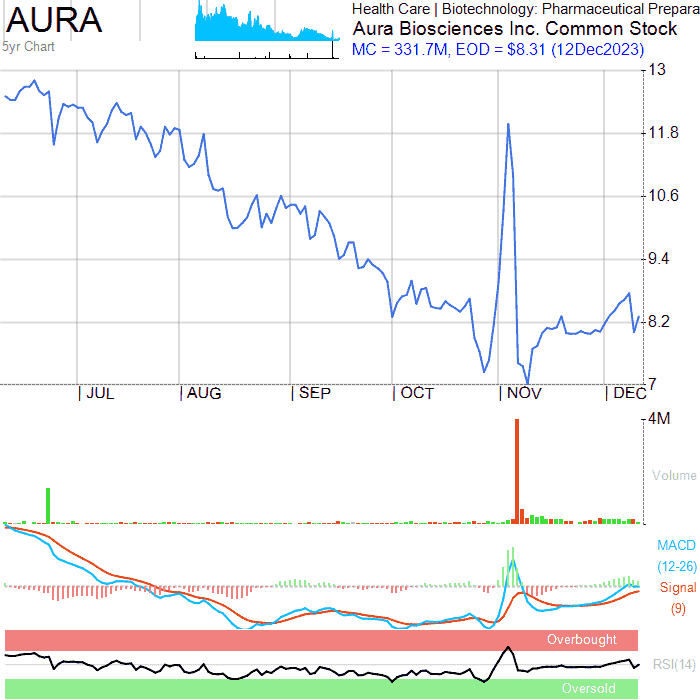 AURA
5yr Chart
Health Care | Biotechnology: Pharmaceutical Prepara
Aura Biosciences Inc. Common Stock
MC = 331.7M, EOD = $8.31 (12Dec2023)
13
11.8
10.6
9.4
8.2
7
JUL
AUG
SEP
OCT
NOV
DEC
4M
Volume
MACD
(12-26)
Signal
(9)
Overbought
RSI(14)
Oversold